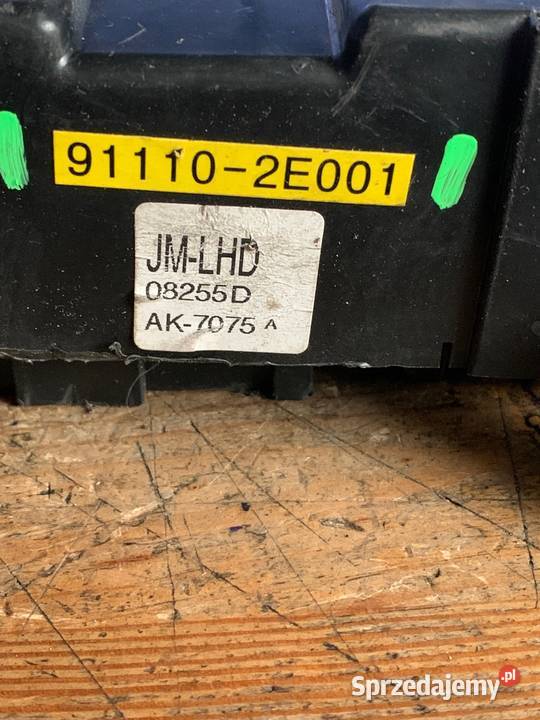 91110-2E001
JM-LHD
08255D
AK-7075 A
Sprzedajemy.pl